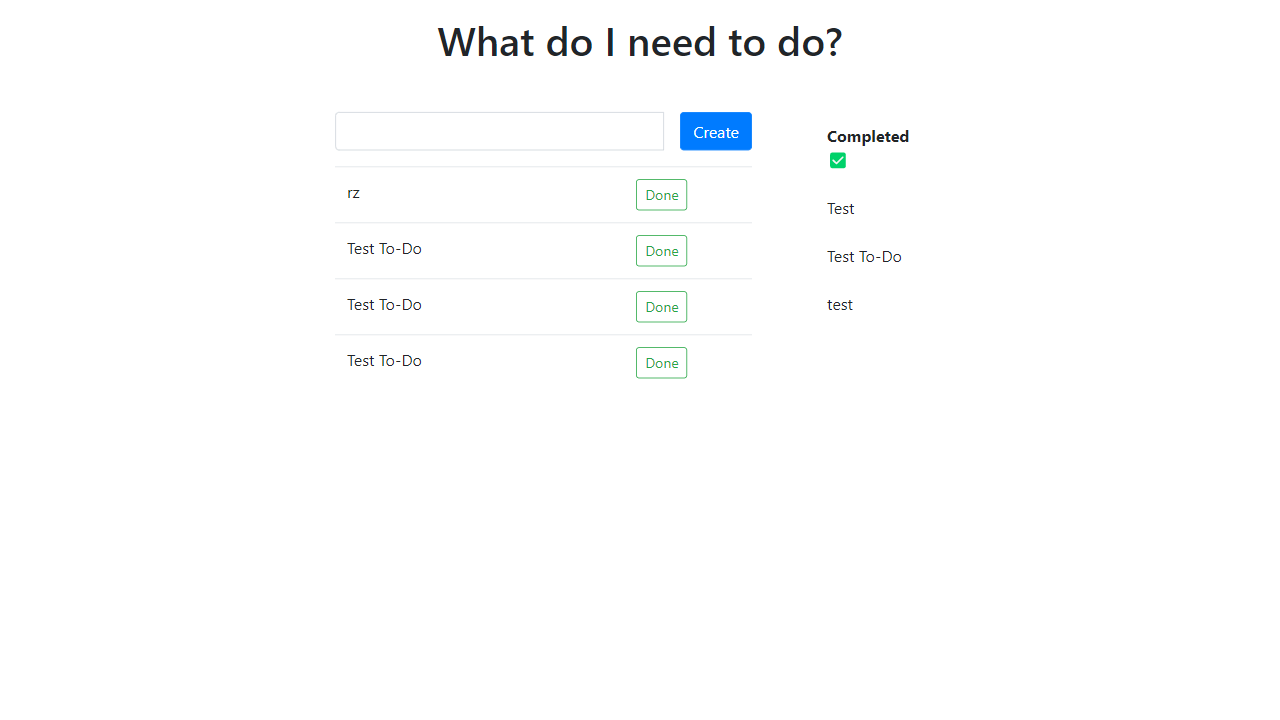 What do I need to do?
Create
rz
Done
Test To-Do
Done
Test To-Do
Done
Test To-Do
Done
Completed
Test
Test To-Do
test